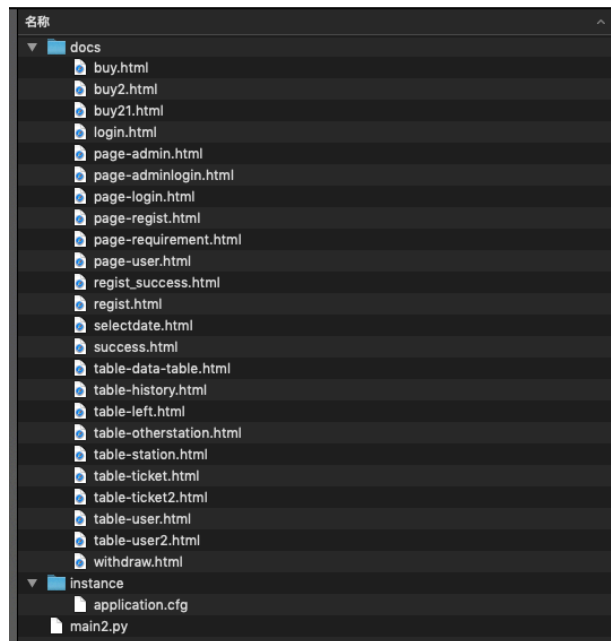 名称
docs
buy.html
buy2.html
buy21.html
login.html
page-admin.html
page-adminlogin.html
page-login.html
page-regist.html
page-requirement.html
page-user.html
regist_success.html
regist.html
selectdate.html
success.html
table-data-table.html
table-history.html
table-left.html
table-otherstation.html
table-station.html
table-ticket.html
table-ticket2.html
table-user.html
table-user2.html
withdraw.html
instance
application.cfg
main2.py